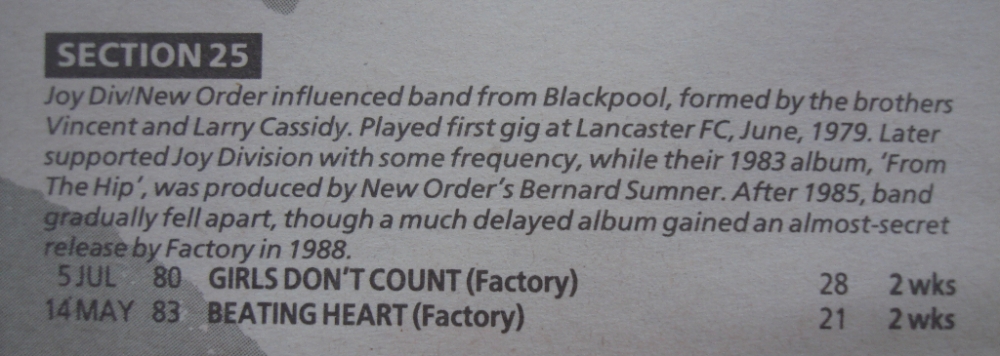 SECTION 25
Joy Div/New Order influenced band from Blackpool, formed by the brothers
Vincent and Larry Cassidy. Played first gig at Lancaster FC, June, 1979. Later
supported Joy Division with some frequency, while their 1983 album, 'From
The Hip', was produced by New Order's Bernard Sumner. After 1985, band
gradually fell apart, though a much delayed album gained an almost-secret
release by Factory in 1988.
5 JUL 80 GIRLS DON'T COUNT (Factory) 28 2 wks
14 MAY 83 BEATING HEART (Factory) 21 2 wks